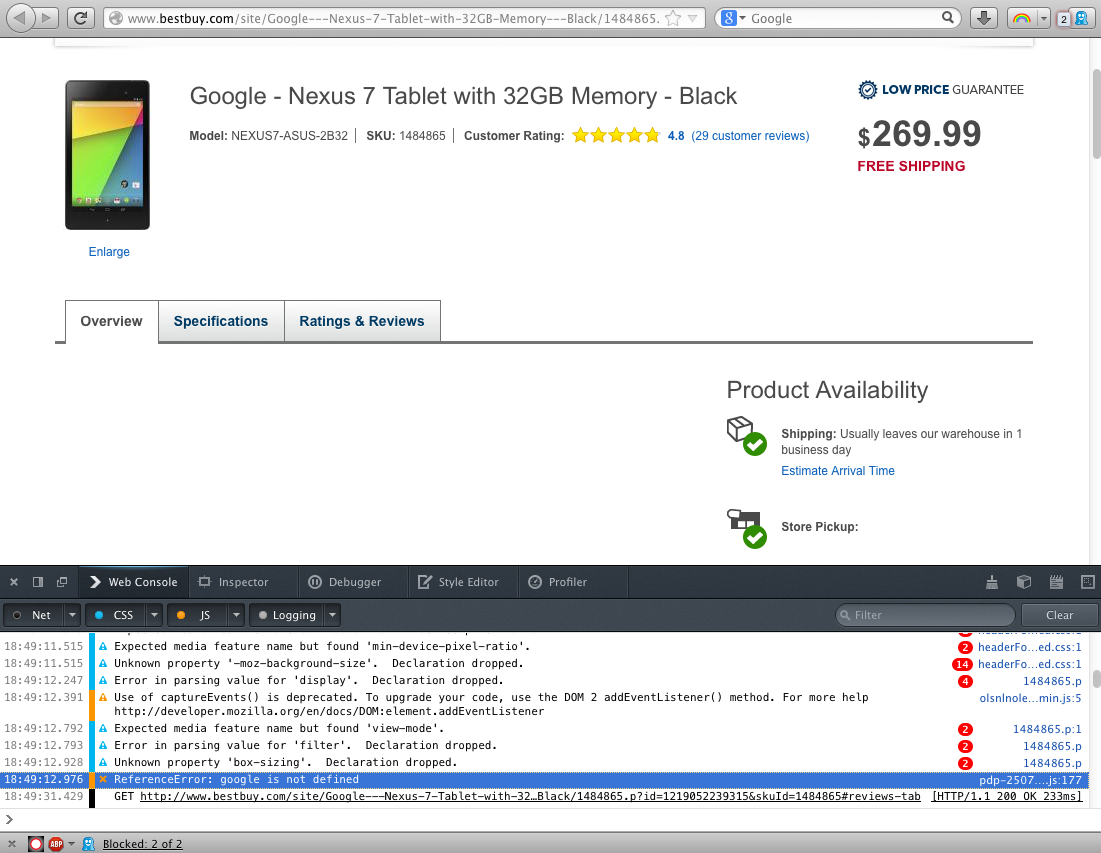 www.bestbuy.com/site/Google---Nexus-7-Tablet-with-32GB-Memory---Black/1484865.
8 Google
2
Google - Nexus 7 Tablet with 32GB Memory - Black
LOW PRICE GUARANTEE
Model: NEXUS7-ASUS-2B32 SKU: 1484865 Customer Rating: 4.8 (29 customer reviews)
$269.99
FREE SHIPPING
Enlarge
Overview Specifications Ratings & Reviews
Product Availability
Shipping: Usually leaves our warehouse in 1
business day
Estimate Arrival Time
Store Pickup:
Web Console Inspector Debugger Style Editor Profiler
Net CSS JS Logging Filter Clear
18:49:11.515 Expected media feature name but found 'min-device-pixel-ratio'. 2 headerFo...ed.css:1
18:49:11.515 Unknown property '-moz-background-size'. Declaration dropped. 14 headerFo...ed.css:1
18:49:12.247 Error in parsing value for 'display'. Declaration dropped. 4 1484865.p
18:49:12.391 Use of captureEvents() is deprecated. To upgrade your code, use the DOM 2 addEventListener() method. For more help olsnlnole...min.js:5
http://developer.mozilla.org/en/docs/DOM:element.addEventListener
18:49:12.792 Expected media feature name but found 'view-mode'. 2 1484865.p:1
18:49:12.793 Error in parsing value for 'filter'. Declaration dropped. 2 1484865.p
18:49:12.928 Unknown property 'box-sizing'. Declaration dropped. 2 1484865.p
18:49:12.976 ReferenceError: google is not defined pdp-2507....js:177
18:49:31.429 GET http://www.bestbuy.com/site/Google---Nexus-7-Tablet-with-32...Black/1484865.p?id=1219052239315&skuId=1484865#reviews-tab [HTTP/1.1 200 OK 233ms]
ABP Blocked: 2 of 2